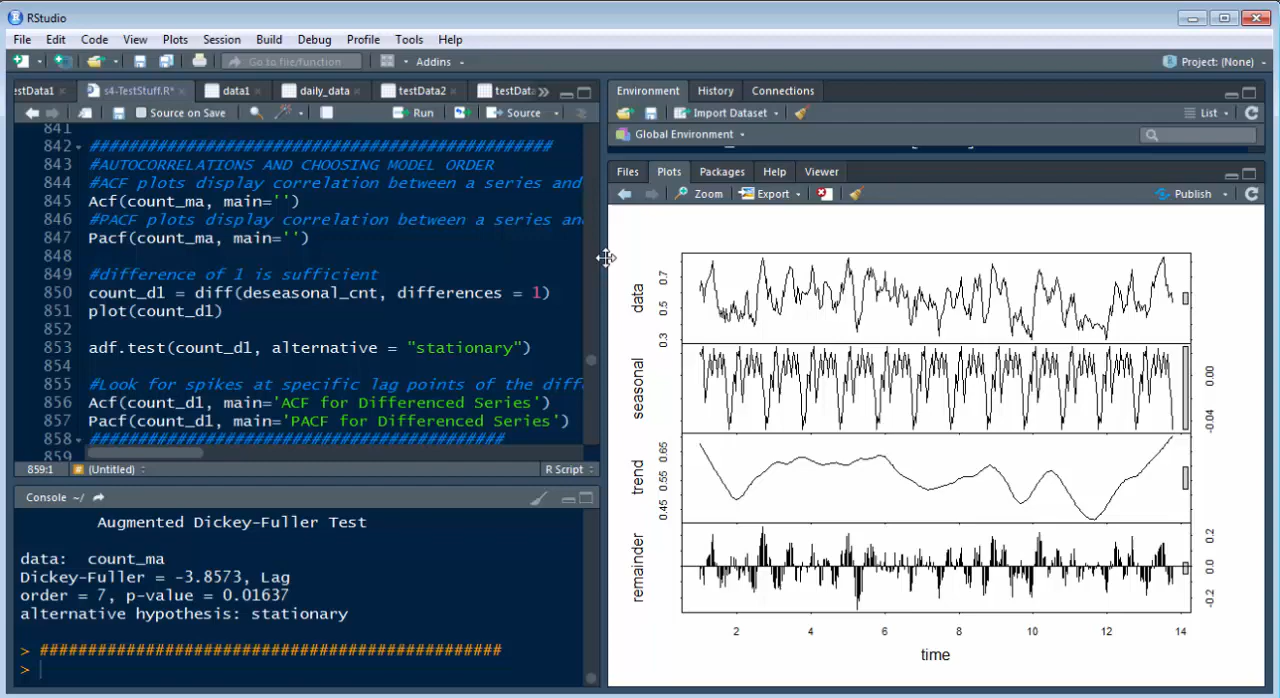 RStudio
File Edit Code View Plots Session Build Debug Profile Tools Help
Go to file/function Addins Project: (None)
stData1 s4-TestStuff.R* data1 daily_data testData2 testData
Source on Save Run Source
841
842 ################################################
843 #AUTOCORRELATIONS AND CHOOSING MODEL ORDER
844 #ACF plots display correlation between a series and
845 Acf(count_ma, main='')
846 #PACF plots display correlation between a series an
847 Pacf(count_ma, main='')
848
849 #difference of 1 is sufficient
850 count_d1 = diff(deseasonal_cnt, differences = 1)
851 plot(count_d1)
852
853 adf.test(count_d1, alternative = "stationary")
854
855 #Look for spikes at specific lag points of the diff
856 Acf(count_d1, main='ACF for Differenced Series')
857 Pacf(count_d1, main='PACF for Differenced Series')
858 ###########################################
859
859:1 (Untitled) R Script
Console ~/
Augmented Dickey-Fuller Test
data: count_ma
Dickey-Fuller = -3.8573, Lag
order = 7, p-value = 0.01637
alternative hypothesis: stationary
> ################################################
>
Environment History Connections
Import Dataset List
Global Environment
Files Plots Packages Help Viewer
Zoom Export Publish
data
0.3 0.5 0.7
seasonal
-0.04 0.00
trend
0.45 0.55 0.65
remainder
-0.2 0.0 0.2
2 4 6 8 10 12 14
time